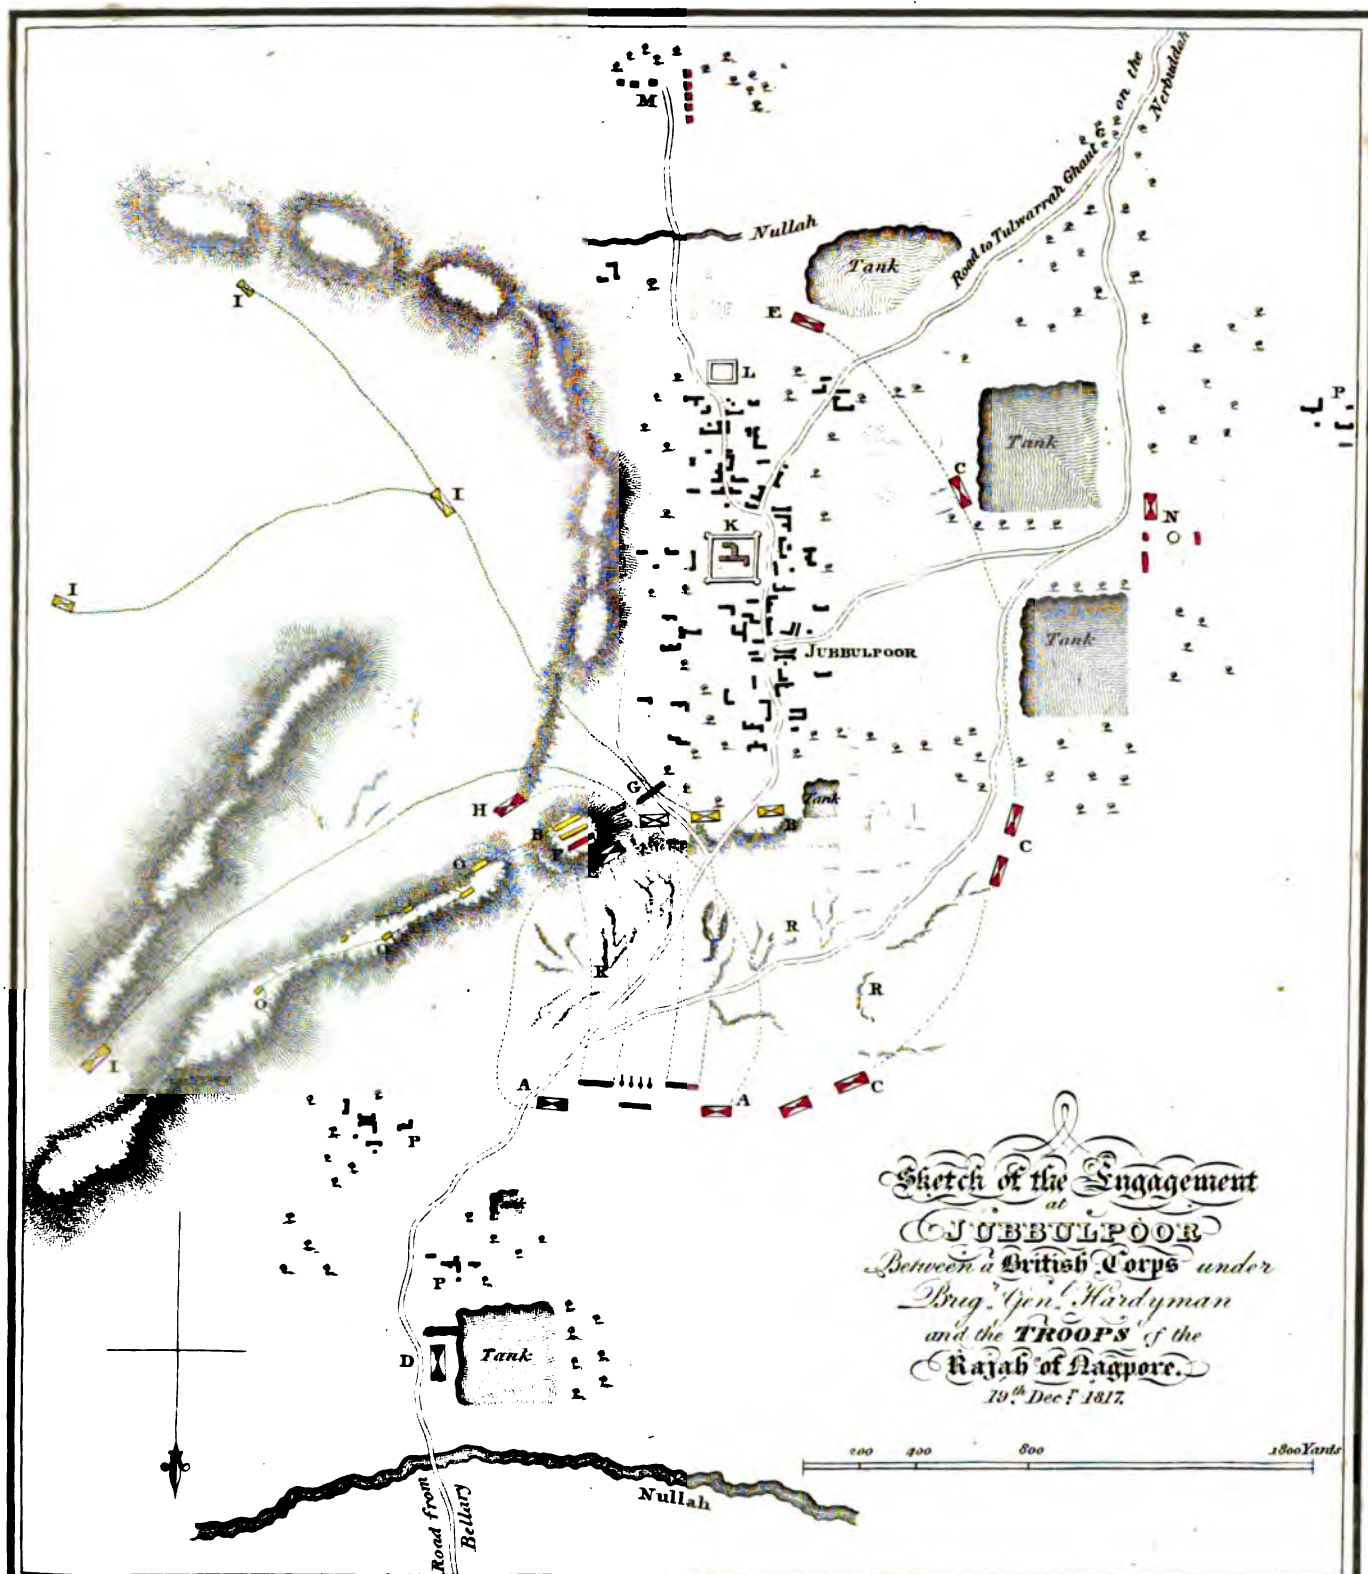 M
Road to Tulwarrah Ghaut on the
Nerbuddah
Nullah
Tank
I
E
L
P
Tank
C
I
N
K
I
Tank
JUBBULPOOR
G
Tank
H
B
B
F
C
O
R
O
R
R
O
I
A
A
C
P
Tank
P
D
Tank
Nullah
Road from
Bellary
Sketch of the Engagement
at
JUBBULPOOR
Between a British Corps under
Brigr. Genl. Hardyman
and the TROOPS of the
Rajah of Nagpore.
19th. Decr. 1817.
200 400 800 1800 Yards